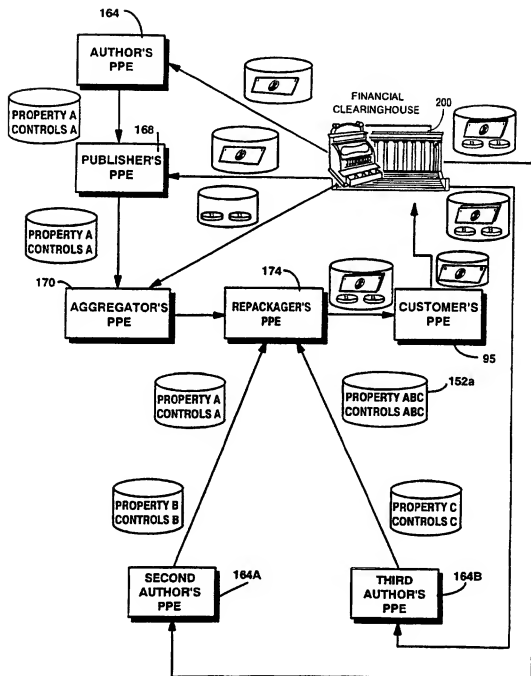 164
AUTHOR'S
PPE
PROPERTY A
CONTROLS A
168
PUBLISHER'S
PPE
FINANCIAL
CLEARINGHOUSE
200
PROPERTY A
CONTROLS A
170
AGGREGATOR'S
PPE
174
REPACKAGER'S
PPE
CUSTOMER'S
PPE
95
PROPERTY A
CONTROLS A
PROPERTY ABC
CONTROLS ABC
152a
PROPERTY B
CONTROLS B
PROPERTY C
CONTROLS C
SECOND
AUTHOR'S
PPE
164A
THIRD
AUTHOR'S
PPE
164B